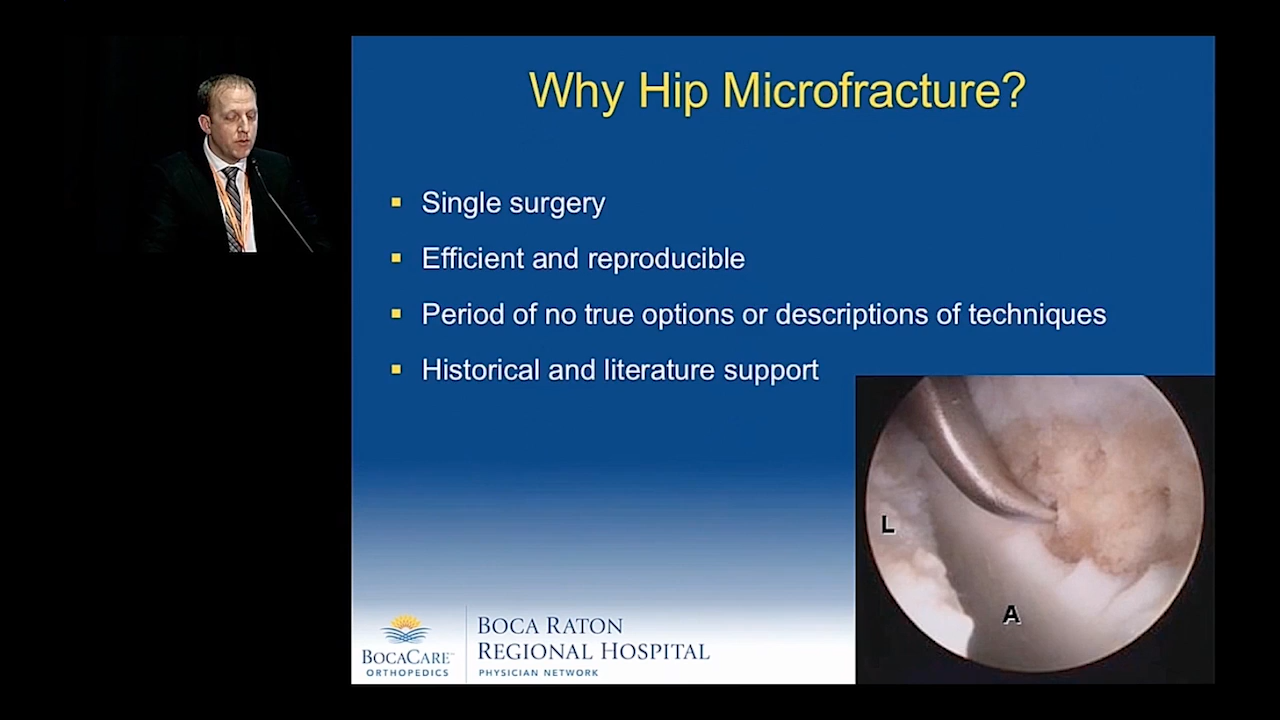 Why Hip Microfracture?
Single surgery
Efficient and reproducible
Period of no true options or descriptions of techniques
Historical and literature support
L
A
BOCACARE™
ORTHOPEDICS
BOCA RATON
REGIONAL HOSPITAL
PHYSICIAN NETWORK